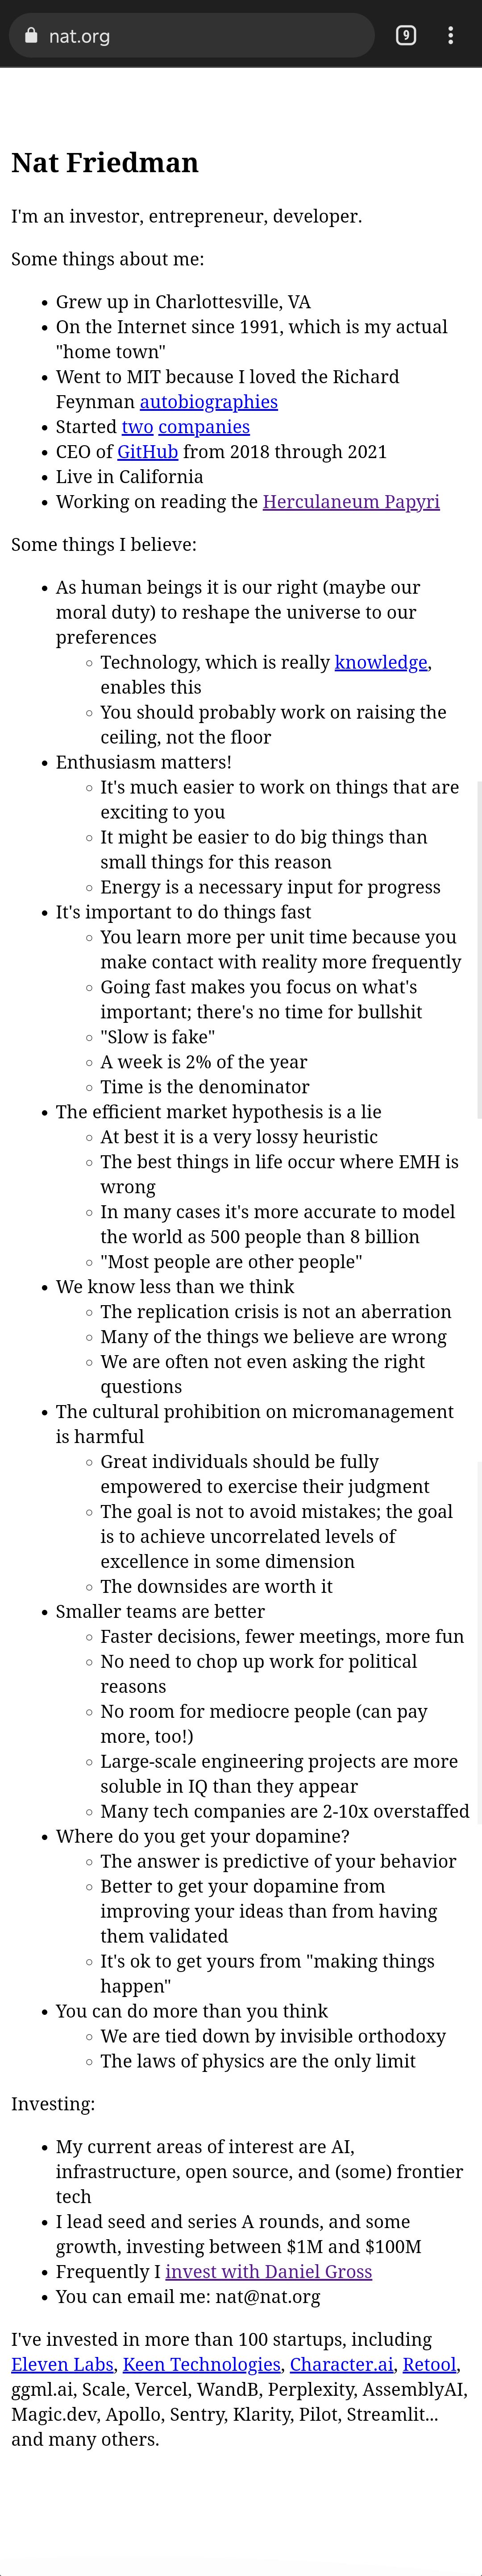 nat.org
9
Nat Friedman
I'm an investor, entrepreneur, developer.
Some things about me:
• Grew up in Charlottesville, VA
• On the Internet since 1991, which is my actual
"home town"
• Went to MIT because I loved the Richard
Feynman autobiographies
• Started two companies
• CEO of GitHub from 2018 through 2021
• Live in California
• Working on reading the Herculaneum Papyri
Some things I believe:
• As human beings it is our right (maybe our
moral duty) to reshape the universe to our
preferences
◦ Technology, which is really knowledge,
enables this
◦ You should probably work on raising the
ceiling, not the floor
• Enthusiasm matters!
◦ It's much easier to work on things that are
exciting to you
◦ It might be easier to do big things than
small things for this reason
◦ Energy is a necessary input for progress
• It's important to do things fast
◦ You learn more per unit time because you
make contact with reality more frequently
◦ Going fast makes you focus on what's
important; there's no time for bullshit
◦ "Slow is fake"
◦ A week is 2% of the year
◦ Time is the denominator
• The efficient market hypothesis is a lie
◦ At best it is a very lossy heuristic
◦ The best things in life occur where EMH is
wrong
◦ In many cases it's more accurate to model
the world as 500 people than 8 billion
◦ "Most people are other people"
• We know less than we think
◦ The replication crisis is not an aberration
◦ Many of the things we believe are wrong
◦ We are often not even asking the right
questions
• The cultural prohibition on micromanagement
is harmful
◦ Great individuals should be fully
empowered to exercise their judgment
◦ The goal is not to avoid mistakes; the goal
is to achieve uncorrelated levels of
excellence in some dimension
◦ The downsides are worth it
• Smaller teams are better
◦ Faster decisions, fewer meetings, more fun
◦ No need to chop up work for political
reasons
◦ No room for mediocre people (can pay
more, too!)
◦ Large-scale engineering projects are more
soluble in IQ than they appear
◦ Many tech companies are 2-10x overstaffed
• Where do you get your dopamine?
◦ The answer is predictive of your behavior
◦ Better to get your dopamine from
improving your ideas than from having
them validated
◦ It's ok to get yours from "making things
happen"
• You can do more than you think
◦ We are tied down by invisible orthodoxy
◦ The laws of physics are the only limit
Investing:
• My current areas of interest are AI,
infrastructure, open source, and (some) frontier
tech
• I lead seed and series A rounds, and some
growth, investing between $1M and $100M
• Frequently I invest with Daniel Gross
• You can email me: nat@nat.org
I've invested in more than 100 startups, including
Eleven Labs, Keen Technologies, Character.ai, Retool,
ggml.ai, Scale, Vercel, WandB, Perplexity, AssemblyAI,
Magic.dev, Apollo, Sentry, Klarity, Pilot, Streamlit...
and many others.